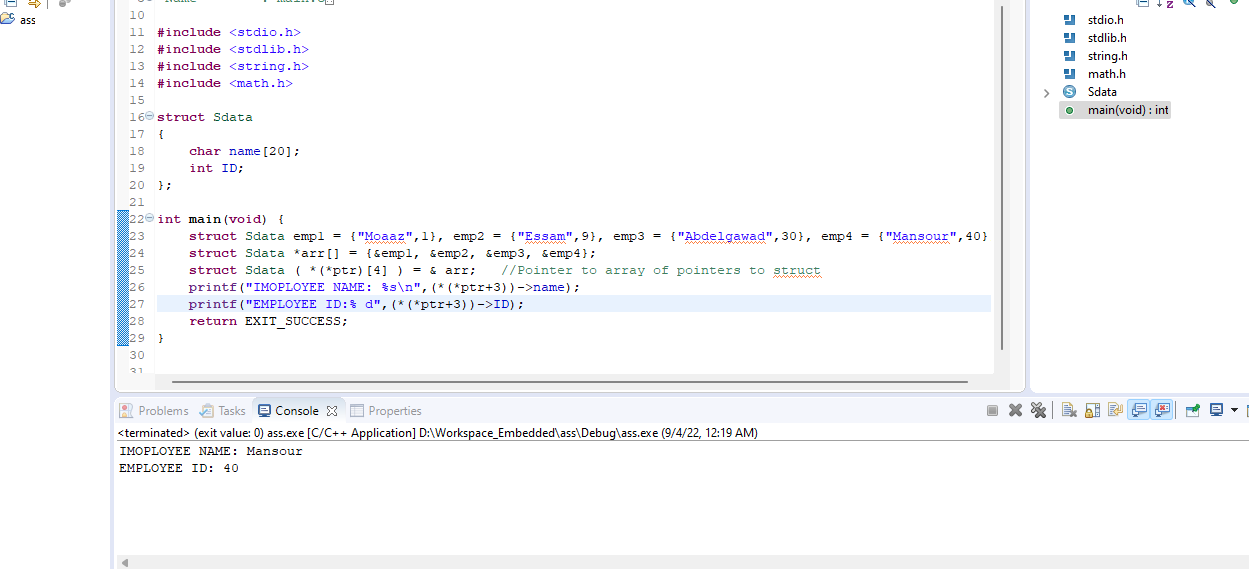 ass
10
11 #include <stdio.h>
12 #include <stdlib.h>
13 #include <string.h>
14 #include <math.h>
15
16 struct Sdata
17 {
18 char name[20];
19 int ID;
20 };
21
22 int main(void) {
23 struct Sdata emp1 = {"Moaaz",1}, emp2 = {"Essam",9}, emp3 = {"Abdelgawad",30}, emp4 = {"Mansour",40}
24 struct Sdata *arr[] = {&emp1, &emp2, &emp3, &emp4};
25 struct Sdata ( *(*ptr)[4] ) = & arr; //Pointer to array of pointers to struct
26 printf("IMOPLOYEE NAME: %s\n",(*(*ptr+3))->name);
27 printf("EMPLOYEE ID:% d",(*(*ptr+3))->ID);
28 return EXIT_SUCCESS;
29 }
30
31
stdio.h
stdlib.h
string.h
math.h
Sdata
main(void) : int
Problems Tasks Console Properties
<terminated> (exit value: 0) ass.exe [C/C++ Application] D:\Workspace_Embedded\ass\Debug\ass.exe (9/4/22, 12:19 AM)
IMOPLOYEE NAME: Mansour
EMPLOYEE ID: 40